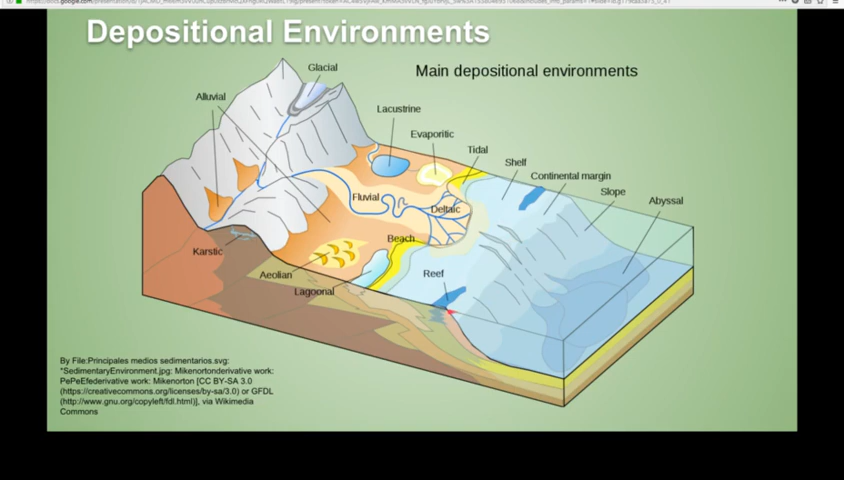 Depositional Environments
Main depositional environments
Glacial
Alluvial
Lacustrine
Evaporitic
Tidal
Shelf
Continental margin
Slope
Abyssal
Fluvial
Deltaic
Beach
Karstic
Aeolian
Lagoonal
Reef
By File:Principales medios sedimentarios.svg:
*SedimentaryEnvironment.jpg: Mikenortonderivative work:
PePeEfederivative work: Mikenorton [CC BY-SA 3.0
(https://creativecommons.org/licenses/by-sa/3.0) or GFDL
(http://www.gnu.org/copyleft/fdl.html)], via Wikimedia
Commons